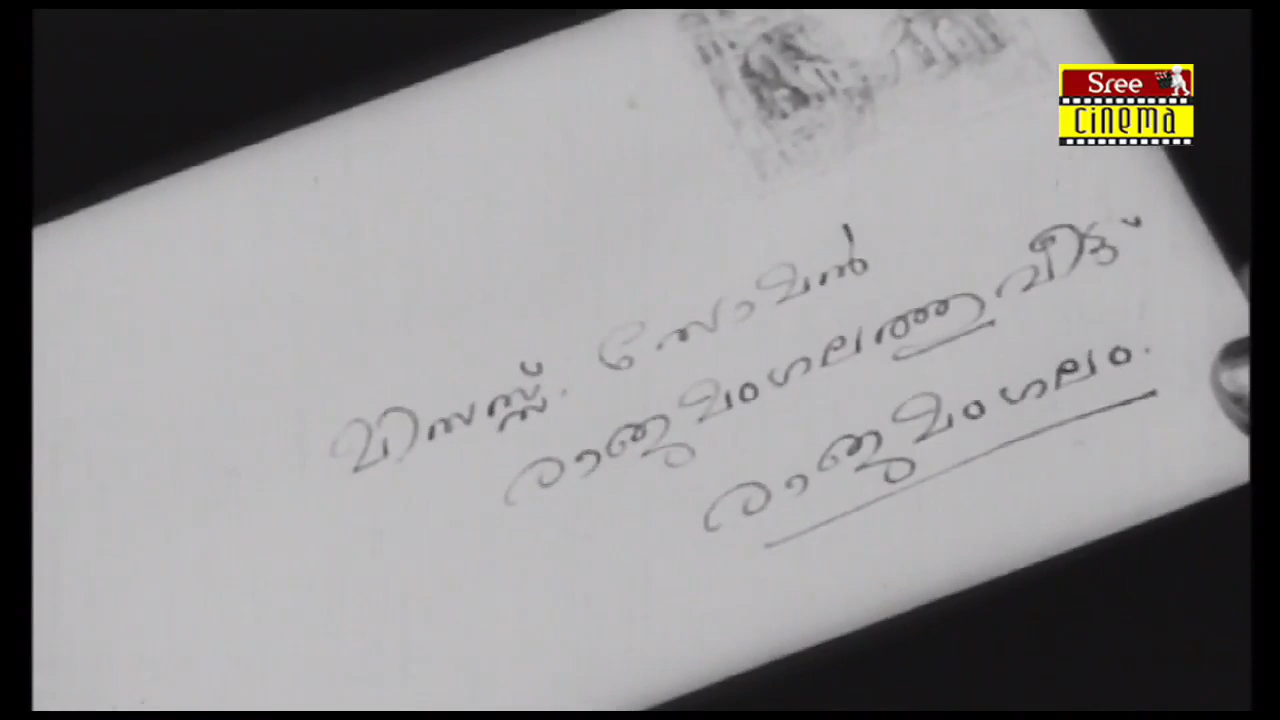 Sree
cinema
മിസസ്സ്. സോമൻ
രാജമംഗലത്തു വീട്ട്
രാജമംഗലം.